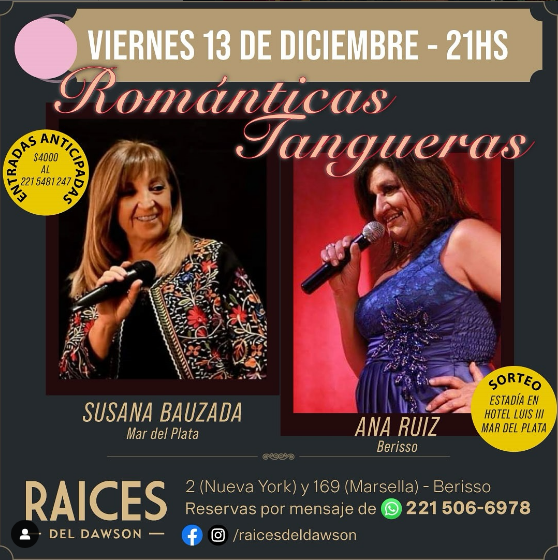 VIERNES 13 DE DICIEMBRE - 21HS
Románticas
Tangueras
ENTRADAS ANTICIPADAS
$4000
AL
221 5481 247
SUSANA BAUZADA
Mar del Plata
ANA RUIZ
Berisso
SORTEO
ESTADÍA EN
HOTEL LUIS III
MAR DEL PLATA
RAICES
DEL DAWSON
2 (Nueva York) y 169 (Marsella) - Berisso
Reservas por mensaje de 221 506-6978
/raicesdeldawson